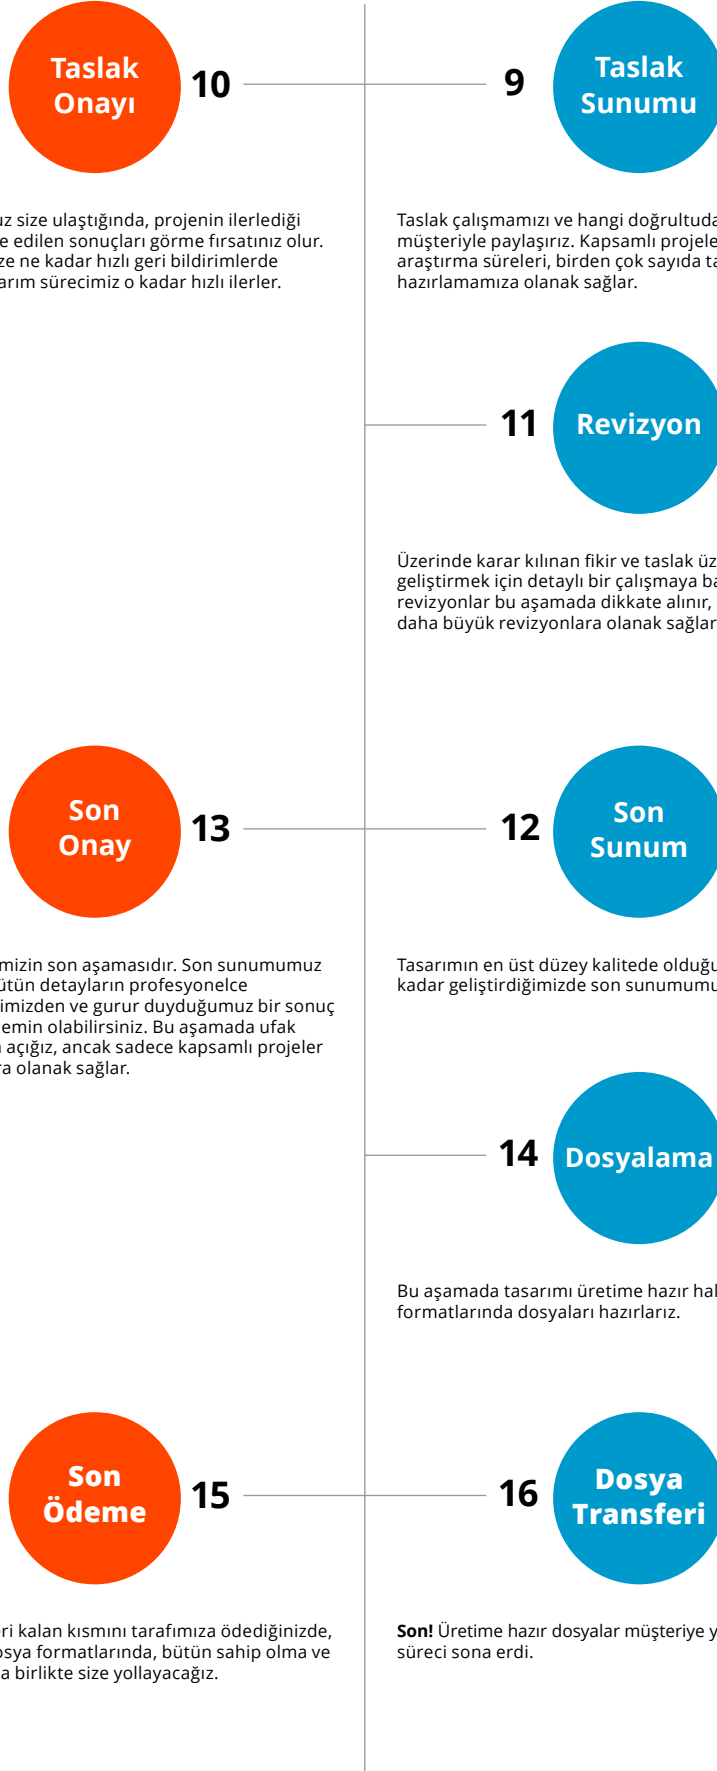 Taslak
Onayı
10
9
Taslak
Sunumu
uz size ulaştığında, projenin ilerlediği
e edilen sonuçları görme fırsatınız olur.
ze ne kadar hızlı geri bildirimlerde
arım sürecimiz o kadar hızlı ilerler.
Taslak çalışmamızı ve hangi doğrultuda
müşteriyle paylaşırız. Kapsamlı projele
araştırma süreleri, birden çok sayıda ta
hazırlamamıza olanak sağlar.
11
Revizyon
Üzerinde karar kılınan fikir ve taslak üz
geliştirmek için detaylı bir çalışmaya ba
revizyonlar bu aşamada dikkate alınır,
daha büyük revizyonlara olanak sağlar
Son
Onay
13
12
Son
Sunum
mizin son aşamasıdır. Son sunumumuz
ütün detayların profesyonelce
imizden ve gurur duyduğumuz bir sonuç
emin olabilirsiniz. Bu aşamada ufak
a açığız, ancak sadece kapsamlı projeler
ra olanak sağlar.
Tasarımın en üst düzey kalitede olduğu
kadar geliştirdiğimizde son sunumumu
14
Dosyalama
Bu aşamada tasarımı üretime hazır hal
formatlarında dosyaları hazırlarız.
Son
Ödeme
15
16
Dosya
Transferi
eri kalan kısmını tarafımıza ödediğinizde,
osya formatlarında, bütün sahip olma ve
a birlikte size yollayacağız.
Son! Üretime hazır dosyalar müşteriye y
süreci sona erdi.